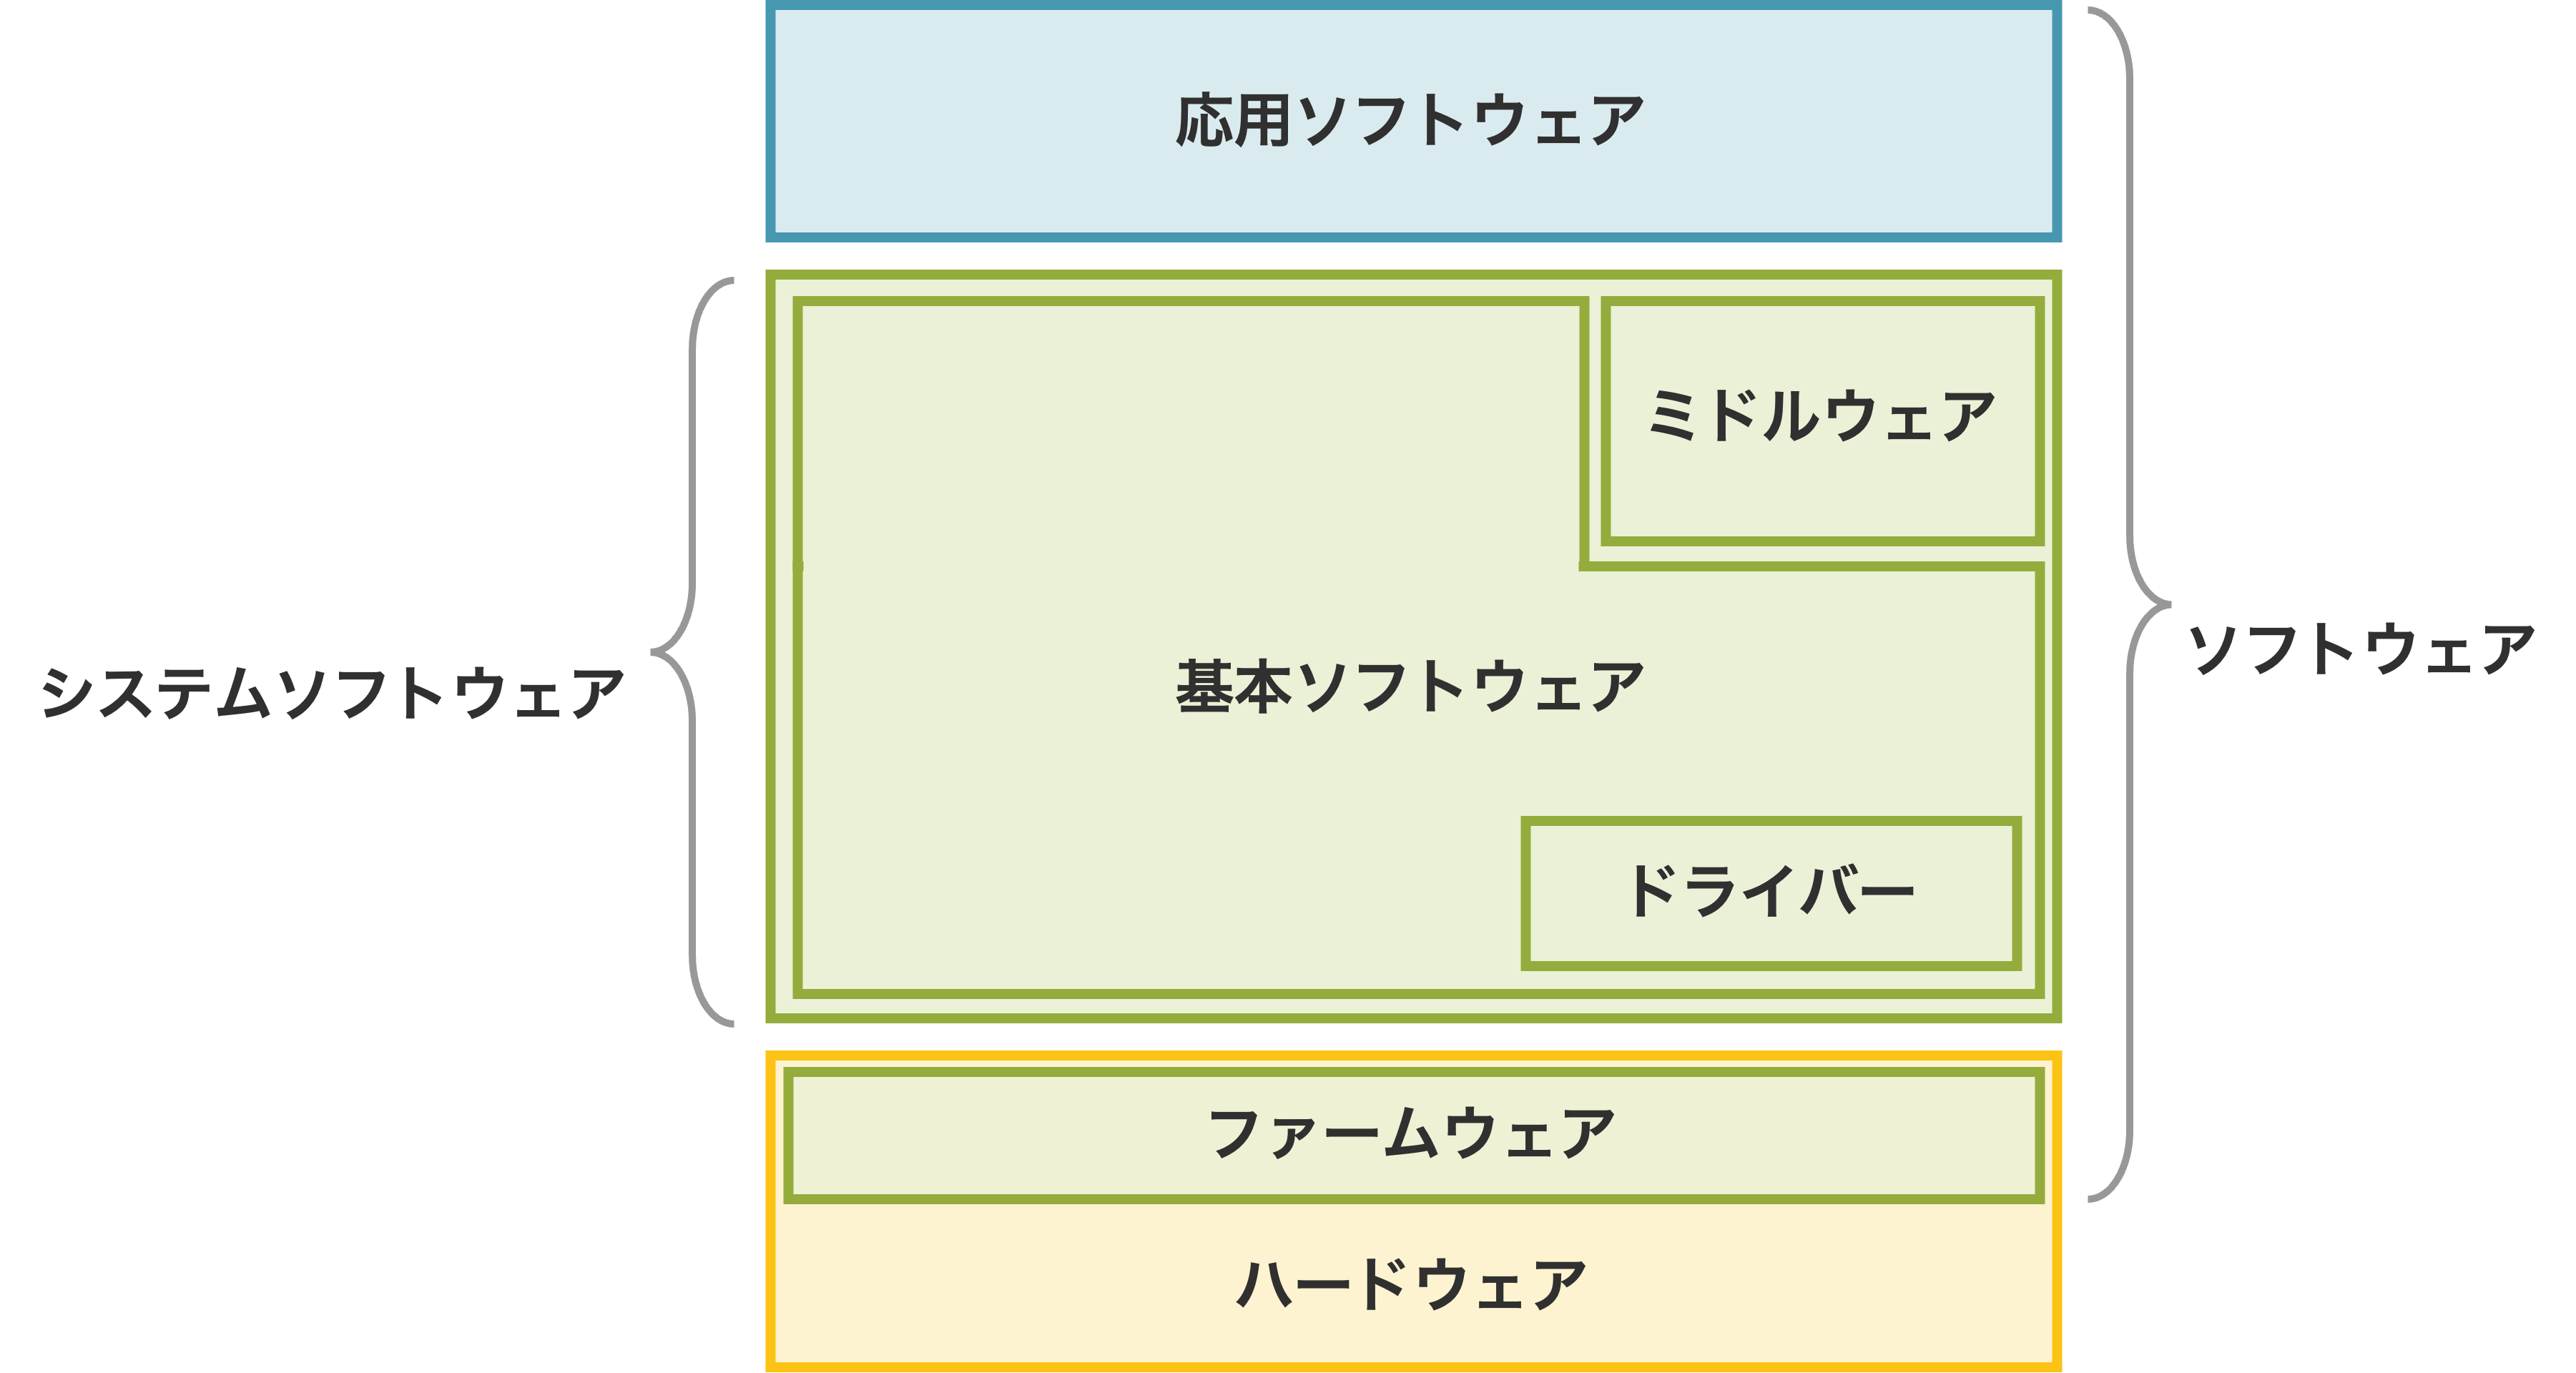 応用ソフトウェア
ミドルウェア
システムソフトウェア
基本ソフトウェア
ソフトウェア
ドライバー
ファームウェア
ハードウェア